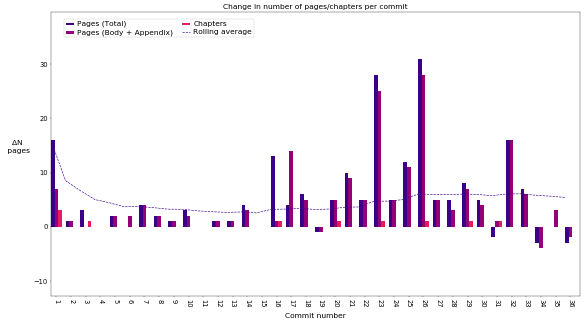 Change in number of pages/chapters per commit
Pages (Total)
Pages (Body + Appendix)
Chapters
Rolling average
ΔN
pages
30
20
10
0
−10
1 2 3 4 5 6 7 8 9 10 11 12 13 14 15 16 17 18 19 20 21 22 23 24 25 26 27 28 29 30 31 32 33 34 35 36
Commit number